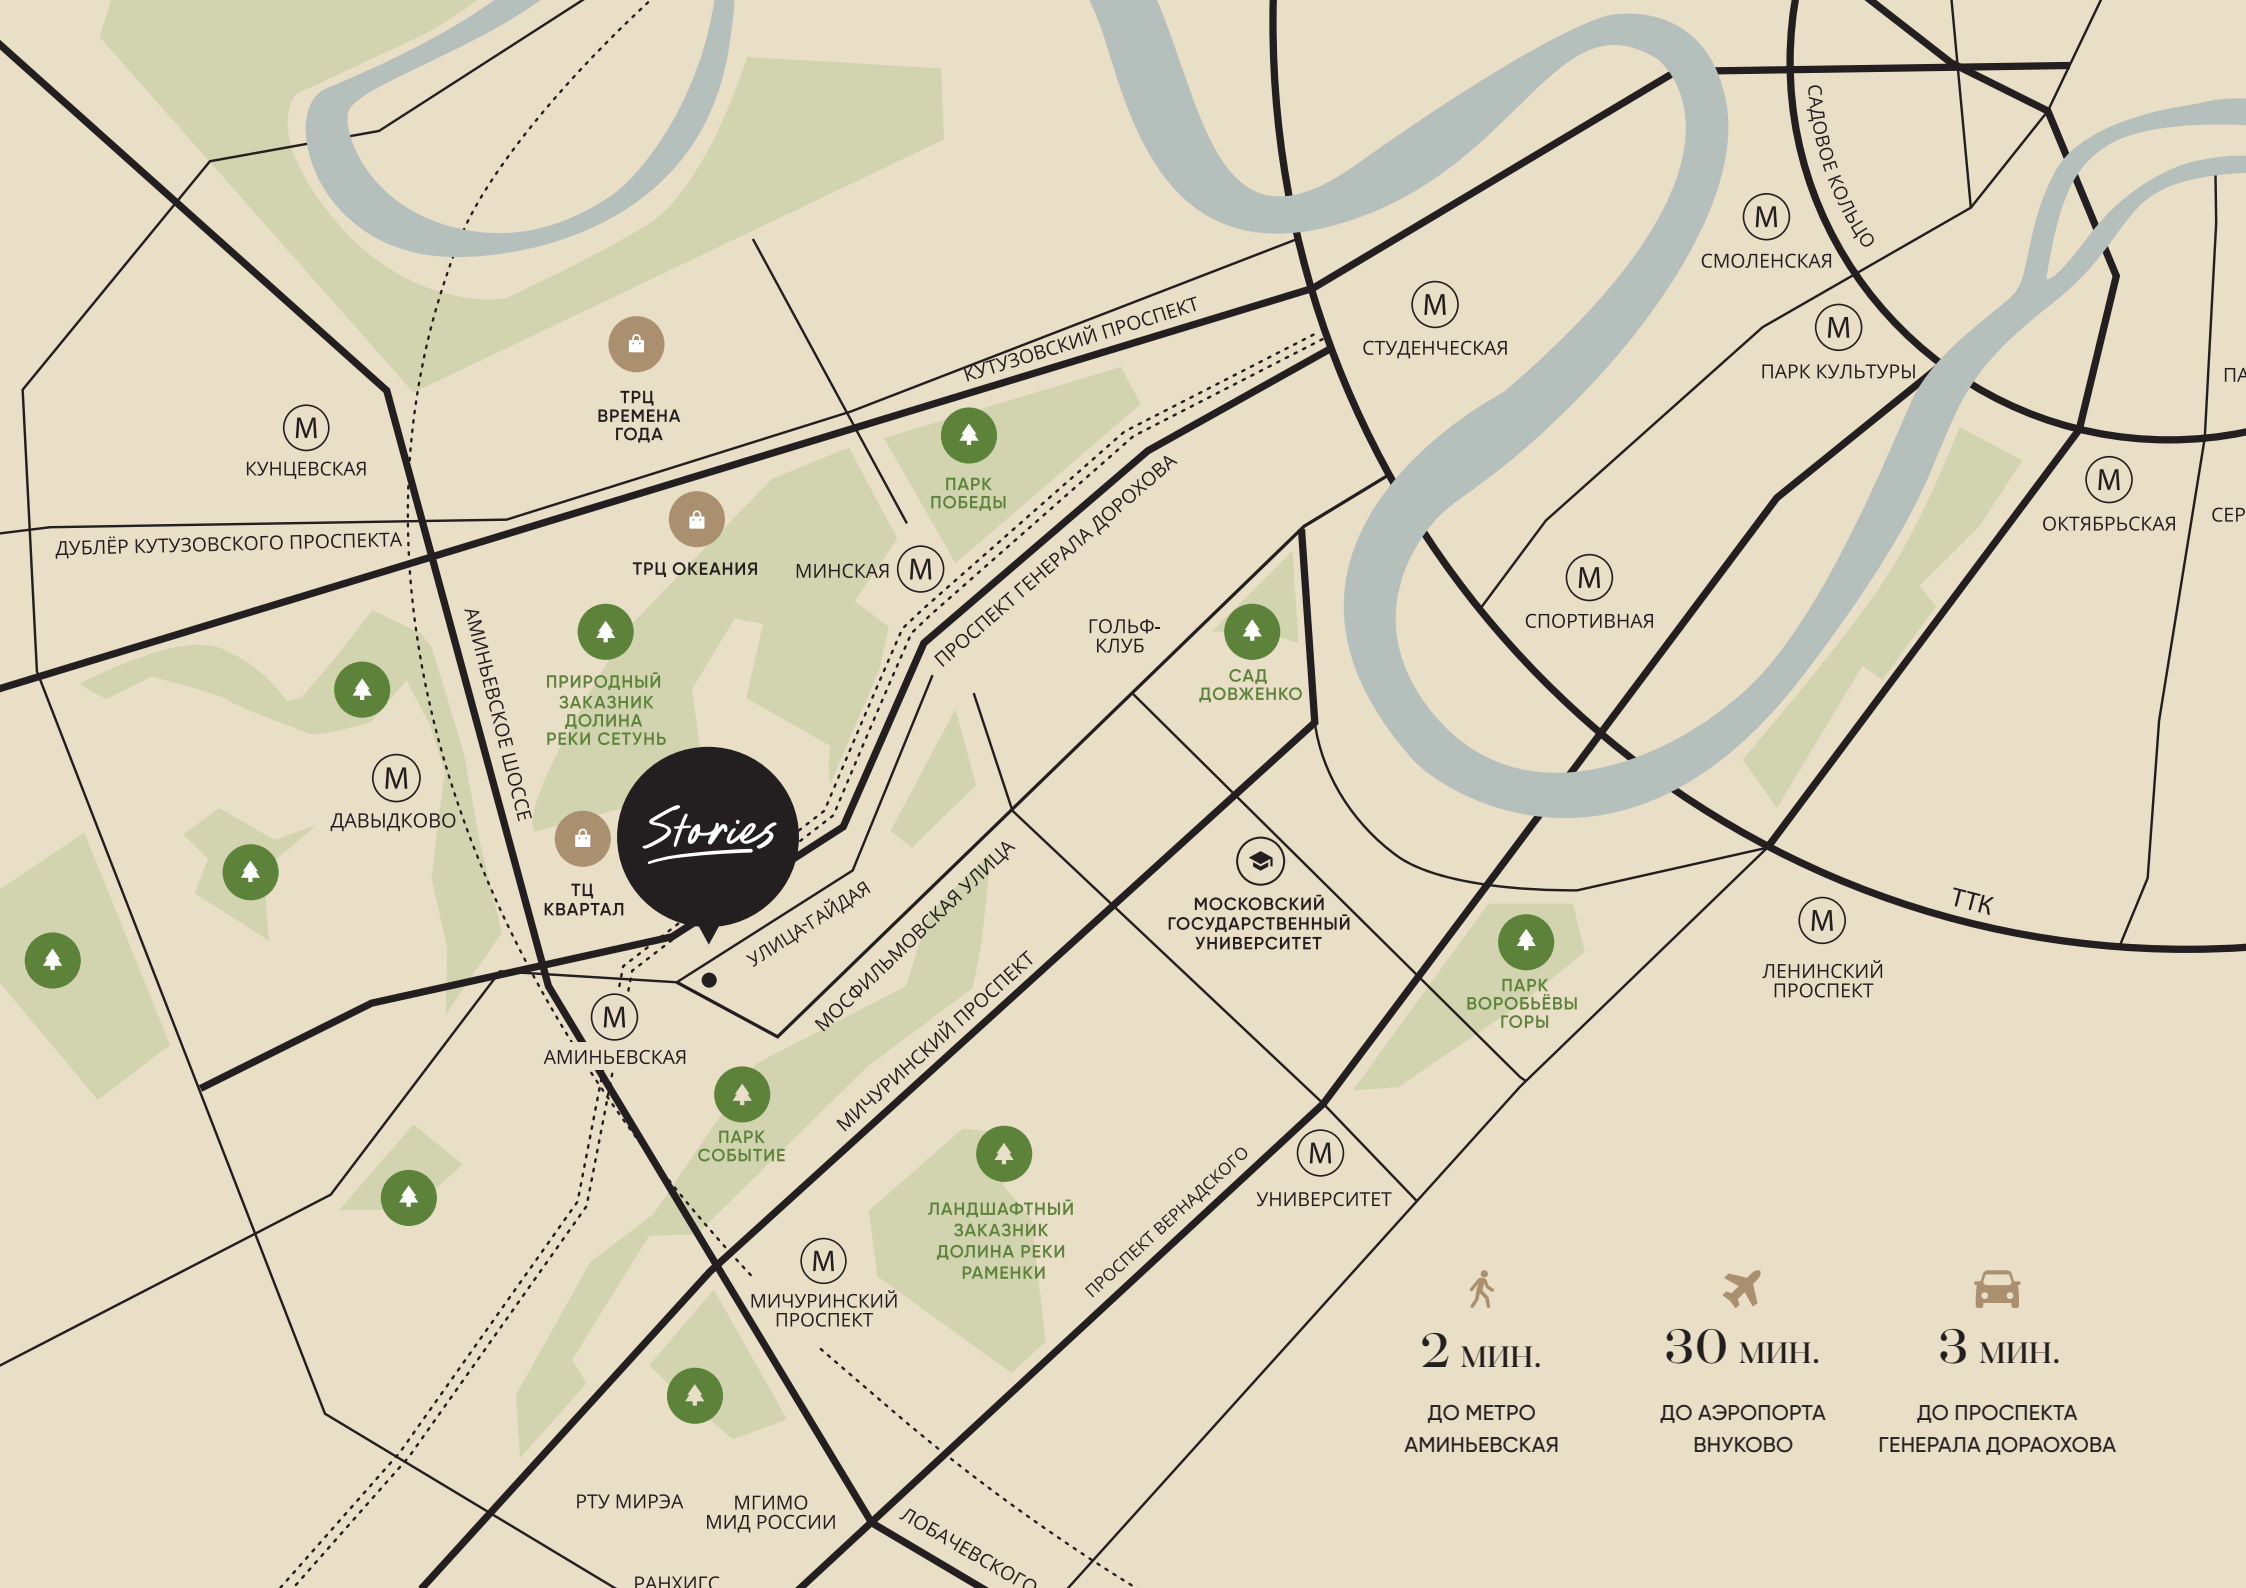 САДОВОЕ КОЛЬЦО
М
СМОЛЕНСКАЯ
М
СТУДЕНЧЕСКАЯ
М
ПАРК КУЛЬТУРЫ
КУТУЗОВСКИЙ ПРОСПЕКТ
ТРЦ
ВРЕМЕНА
ГОДА
М
КУНЦЕВСКАЯ
ПАРК
ПОБЕДЫ
М
ОКТЯБРЬСКАЯ
ПА
СЕР
ДУБЛЁР КУТУЗОВСКОГО ПРОСПЕКТА
ТРЦ ОКЕАНИЯ
МИНСКАЯ М
ПРОСПЕКТ ГЕНЕРАЛА ДОРОХОВА
М
СПОРТИВНАЯ
ГОЛЬФ-
КЛУБ
САД
ДОВЖЕНКО
АМИНЬЕВСКОЕ ШОССЕ
ПРИРОДНЫЙ
ЗАКАЗНИК
ДОЛИНА
РЕКИ СЕТУНЬ
М
ДАВЫДКОВО
Stories
ТЦ
КВАРТАЛ
УЛИЦА-ГАЙДАЯ
МОСФИЛЬМОВСКАЯ УЛИЦА
МОСКОВСКИЙ
ГОСУДАРСТВЕННЫЙ
УНИВЕРСИТЕТ
ТТК
М
ЛЕНИНСКИЙ
ПРОСПЕКТ
ПАРК
ВОРОБЬЁВЫ
ГОРЫ
М
АМИНЬЕВСКАЯ
МИЧУРИНСКИЙ ПРОСПЕКТ
ПАРК
СОБЫТИЕ
ЛАНДШАФТНЫЙ
ЗАКАЗНИК
ДОЛИНА РЕКИ
РАМЕНКИ
М
УНИВЕРСИТЕТ
ПРОСПЕКТ ВЕРНАДСКОГО
М
МИЧУРИНСКИЙ
ПРОСПЕКТ
2 мин.
ДО МЕТРО
АМИНЬЕВСКАЯ
30 мин.
ДО АЭРОПОРТА
ВНУКОВО
3 мин.
ДО ПРОСПЕКТА
ГЕНЕРАЛА ДОРАОХОВА
РТУ МИРЭА
МГИМО
МИД РОССИИ
ЛОБАЧЕВСКОГО
РАНХИГС